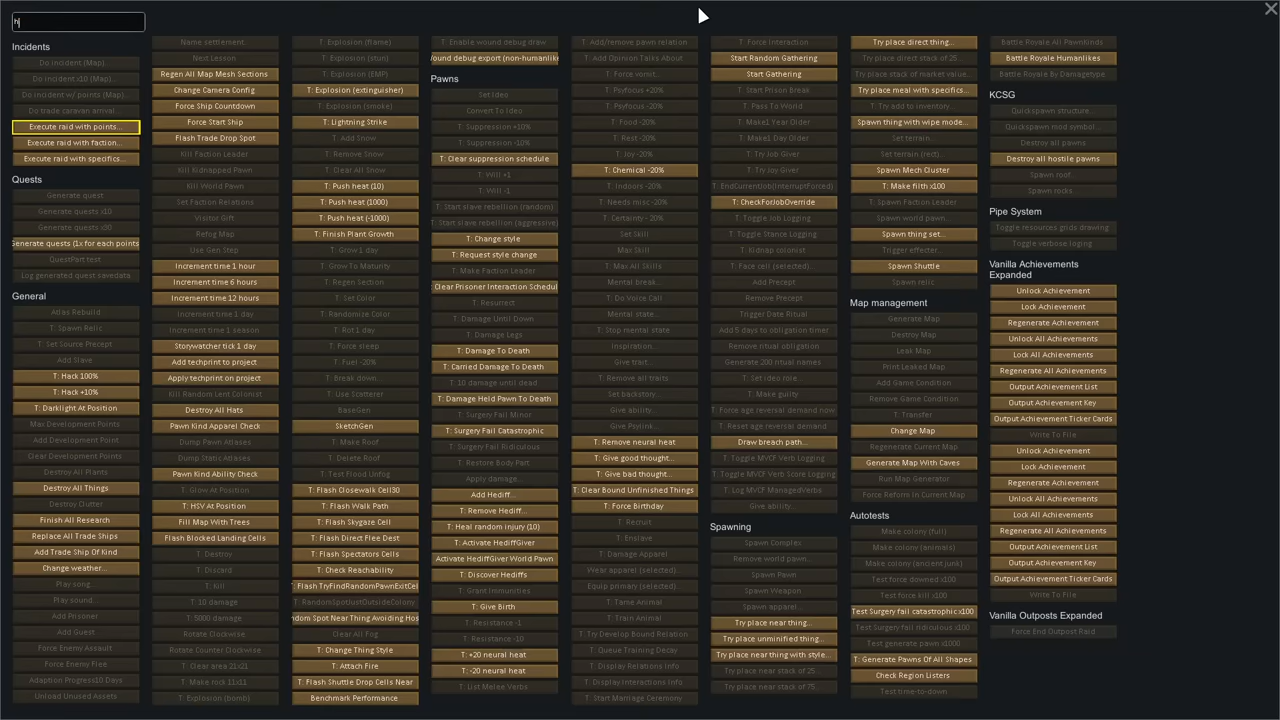 h
Incidents
Do incident (Map)...
Do incident x10 (Map)...
Do incident w/ points (Map)...
Do trade caravan arrival...
Execute raid with points...
Execute raid with faction...
Execute raid with specifics...
Quests
Generate quest
Generate quests x10
Generate quests x30
Generate quests (1x for each points
QuestPart test
Log generated quest savedata
General
Atlas Rebuild
T: Spawn Relic
T: Set Source Precept
Add Slave
T: Hack 100%
T: Hack +10%
T: Darklight At Position
Max Development Points
Add Development Point
Clear Development Points
Destroy All Plants
Destroy All Things
Destroy Clutter
Finish All Research
Replace All Trade Ships
Add Trade Ship Of Kind
Change weather...
Play song...
Play sound...
Add Prisoner
Add Guest
Force Enemy Assault
Force Enemy Flee
Adaption Progress10 Days
Unload Unused Assets
Name settlement...
Next Lesson
Regen All Map Mesh Sections
Change Camera Config
Force Ship Countdown
Force Start Ship
Flash Trade Drop Spot
Kill Faction Leader
Kill Kidnapped Pawn
Kill World Pawn
Set Faction Relations
Visitor Gift
Refog Map
Use Gen Step
Increment time 1 hour
Increment time 6 hours
Increment time 12 hours
Increment time 1 day
Increment time 1 season
Storywatcher tick 1 day
Add techprint to project
Apply techprint on project
Kill Random Lent Colonist
Destroy All Hats
Pawn Kind Apparel Check
Dump Pawn Atlases
Dump Static Atlases
Pawn Kind Ability Check
T: Glow At Position
T: HSV At Position
Fill Map With Trees
Flash Blocked Landing Cells
T: Destroy
T: Discard
T: Kill
T: 10 damage
T: 5000 damage
Rotate Clockwise
Rotate Counter Clockwise
T: Clear area 21x21
T: Make rock 11x11
T: Explosion (bomb)
T: Explosion (flame)
T: Explosion (stun)
T: Explosion (EMP)
T: Explosion (extinguisher)
T: Explosion (smoke)
T: Lightning Strike
T: Add Snow
T: Remove Snow
T: Push heat (10)
T: Push heat (1000)
T: Push heat (-1000)
T: Finish Plant Growth
T: Grow 1 day
T: Grow To Maturity
T: Regen Section
T: Set Color
T: Randomize Color
T: Rot 1 day
T: Force sleep
T: Fuel -20%
T: Break down
T: Use Scatterer
BaseGen
SketchGen
T: Make Roof
T: Delete Roof
T: Test Flood Unfog
T: Flash Closewalk Cell30
T: Flash Walk Path
T: Flash Skygaze Cell
T: Flash Direct Flee Dest
T: Flash Spectators Cells
T: Check Reachability
T: Flash TryFindRandomPawnExitCel
T: RandomSpotJustOutsideColony
ndom Spot Near Thing Avoiding Hos
Clear All Fog
T: Change Thing Style
T: Attach Fire
T: Flash Shuttle Drop Cells Near
Benchmark Performance
T: Enable wound debug draw
Vound debug export (non-humanlike
Pawns
Set Ideo
Convert To Ideo
T: Suppression +10%
T: Suppression -10%
T: Clear suppression schedule
T: Will +1
T: Will -1
T: Start slave rebellion (random)
T: Start slave rebellion (aggressive)
T: Change style
T: Request style change
T: Make Faction Leader
Clear Prisoner Interaction Schedul
T: Resurrect
T: Damage Until Down
T: Damage Legs
T: Damage To Death
T: Carried Damage To Death
T: 10 damage until dead
T: Damage Held Pawn To Death
T: Surgery Fail Minor
T: Surgery Fail Catastrophic
T: Surgery Fail Ridiculous
T: Restore Body Part
Apply damage...
Add Hediff...
T: Remove Hediff...
T: Heal random injury (10)
T: Activate HediffGiver
Activate HediffGiver World Pawn
T: Discover Hediffs
T: Grant Immunities
T: Give Birth
T: Resistance -1
T: Resistance -10
T: +20 neural heat
T: -20 neural heat
T: List Melee Verbs
T: Add/remove pawn relation
T: Add Opinion Talks About
T: Force vomit...
T: Psyfocus +20%
T: Psyfocus -20%
T: Food -20%
T: Rest -20%
T: Joy -20%
T: Chemical -20%
T: Indoors -20%
T: Needs misc -20%
T: Certainty - 20%
Set Skill
Max Skill
T: Max All Skills
Mental break...
T: Do Voice Call
Mental state...
T: Stop mental state
Inspiration...
Give trait...
T: Remove all traits
Set backstory...
Give ability...
Give Psylink...
T: Remove neural heat
T: Give good thought...
T: Give bad thought...
T: Clear Bound Unfinished Things
T: Force Birthday
T: Recruit
T: Enslave
T: Damage Apparel
Wear apparel (selected)...
Equip primary (selected)...
T: Tame Animal
T: Train Animal
T: Try Develop Bound Relation
T: Queue Training Decay
T: Display Relations Info
T: Display Interactions Info
T: Start Marriage Ceremony
T: Force Interaction
Start Random Gathering
Start Gathering
T: Start Prison Break
T: Pass To World
T: Make1 Year Older
T: Make1 Day Older
T: Try Job Giver
T: Try Joy Giver
T: EndCurrentJob(InterruptForced)
T: CheckForJobOverride
T: Toggle Job Logging
T: Toggle Stance Logging
T: Kidnap colonist
T: Face cell (selected)...
Add Precept
Remove Precept
Trigger Date Ritual
Add 5 days to obligation timer
Remove ritual obligation
Generate 200 ritual names
T: Set ideo role...
T: Make guilty
T: Force age reversal demand now
T: Reset age reversal demand
Draw breach path...
T: Toggle MVCF Verb Logging
T: Toggle MVCF Verb Score Logging
T: Log MVCF ManagedVerbs
Give ability...
Spawning
Spawn Complex
Remove world pawn...
Spawn Pawn
Spawn Weapon
Spawn apparel...
Try place near thing...
Try place unminified thing...
Try place near thing with style...
Try place near stack of 25...
Try place near stack of 75...
Try place direct thing...
Try place direct stack of 25...
Try place stack of market value...
Try place meal with specifics...
T: Try add to inventory...
Spawn thing with wipe mode...
Set terrain...
Set terrain (rect)...
Spawn Mech Cluster
T: Make filth x100
T: Spawn Faction Leader
Spawn world pawn...
Spawn thing set...
Trigger effecter...
Spawn Shuttle
Spawn relic
Map management
Generate Map
Destroy Map
Leak Map
Print Leaked Map
Add Game Condition
Remove Game Condition
T: Transfer
Change Map
Regenerate Current Map
Generate Map With Caves
Run Map Generator
Force Reform In Current Map
Autotests
Make colony (full)
Make colony (animals)
Make colony (ancient junk)
Test force downed x100
Test force kill x100
Test Surgery fail catastrophic x100
Test Surgery fail ridiculous x100
Test generate pawn x1000
T: Generate Pawns Of All Shapes
Check Region Listers
Test time-to-down
Battle Royale All PawnKinds
Battle Royale Humanlikes
Battle Royale By Damagetype
KCSG
Quickspawn structure...
Quickspawn mod symbol...
Destroy all pawns
Destroy all hostile pawns
Spawn roof...
Spawn rocks...
Pipe System
Toggle resources grids drawing
Toggle verbose loging
Vanilla Achievements
Expanded
Unlock Achievement
Lock Achievement
Regenerate Achievement
Unlock All Achievements
Lock All Achievements
Regenerate All Achievements
Output Achievement List
Output Achievement Key
Output Achievement Ticker Cards
Write To File
Unlock Achievement
Lock Achievement
Regenerate Achievement
Unlock All Achievements
Lock All Achievements
Regenerate All Achievements
Output Achievement List
Output Achievement Key
Output Achievement Ticker Cards
Write To File
Vanilla Outposts Expanded
Force End Outpost Raid